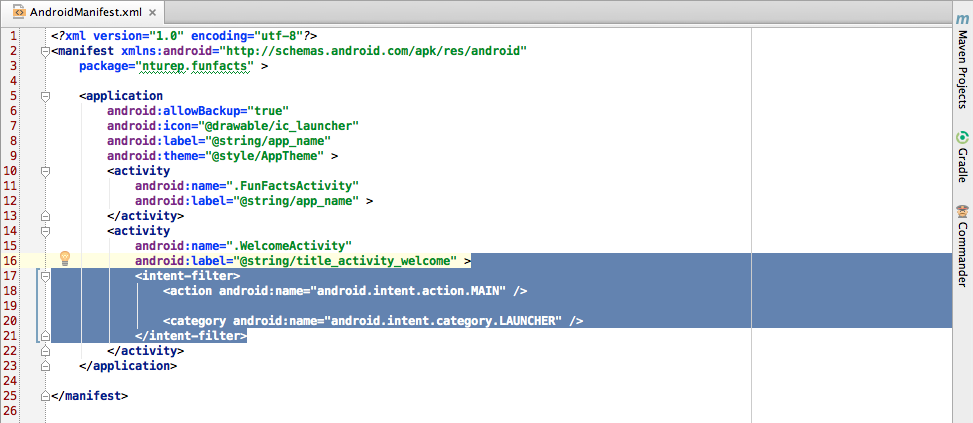 AndroidManifest.xml ×
1 <?xml version="1.0" encoding="utf-8"?>
2 <manifest xmlns:android="http://schemas.android.com/apk/res/android"
3     package="nturep.funfacts" >
4
5     <application
6         android:allowBackup="true"
7         android:icon="@drawable/ic_launcher"
8         android:label="@string/app_name"
9         android:theme="@style/AppTheme" >
10         <activity
11             android:name=".FunFactsActivity"
12             android:label="@string/app_name" >
13         </activity>
14         <activity
15             android:name=".WelcomeActivity"
16             android:label="@string/title_activity_welcome" >
17             <intent-filter>
18                 <action android:name="android.intent.action.MAIN" />
19
20                 <category android:name="android.intent.category.LAUNCHER" />
21             </intent-filter>
22         </activity>
23     </application>
24
25 </manifest>
26
Maven Projects
Gradle
Commander